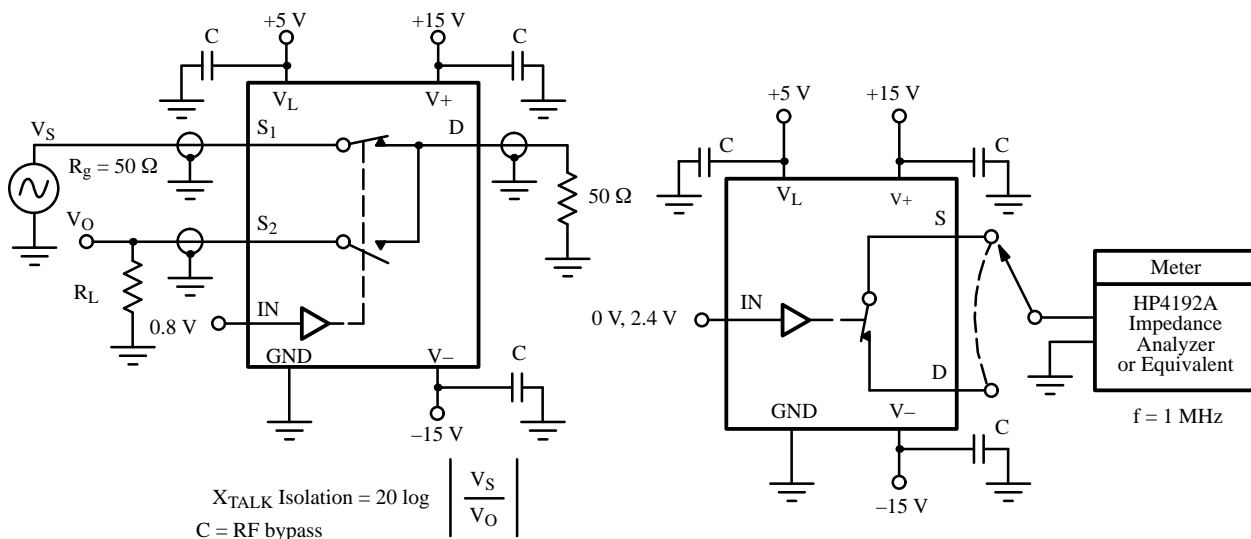 +5 V
+15 V
C
C
V_L
V+
V_S
S_1
D
R_g = 50 Ω
50 Ω
V_O
S_2
R_L
IN
0.8 V
GND
V–
C
–15 V
X_TALK Isolation = 20 log | V_S / V_O |
C = RF bypass
+5 V
+15 V
C
C
V_L
V+
S
Meter
HP4192A
Impedance
Analyzer
or Equivalent
IN
0 V, 2.4 V
D
GND
V–
C
f = 1 MHz
–15 V